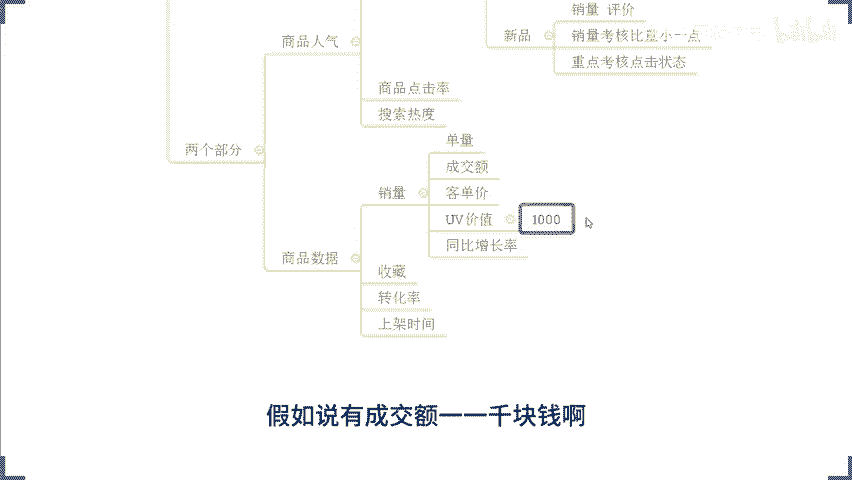 销量 评价
新品
销量考核比重小一点
重点考核点击状态
商品人气
商品点击率
搜索热度
两个部分
单量
成交额
销量
客单价
UV价值
1000
同比增长率
商品数据
收藏
转化率
上架时间
假如说有成交额一一千块钱啊